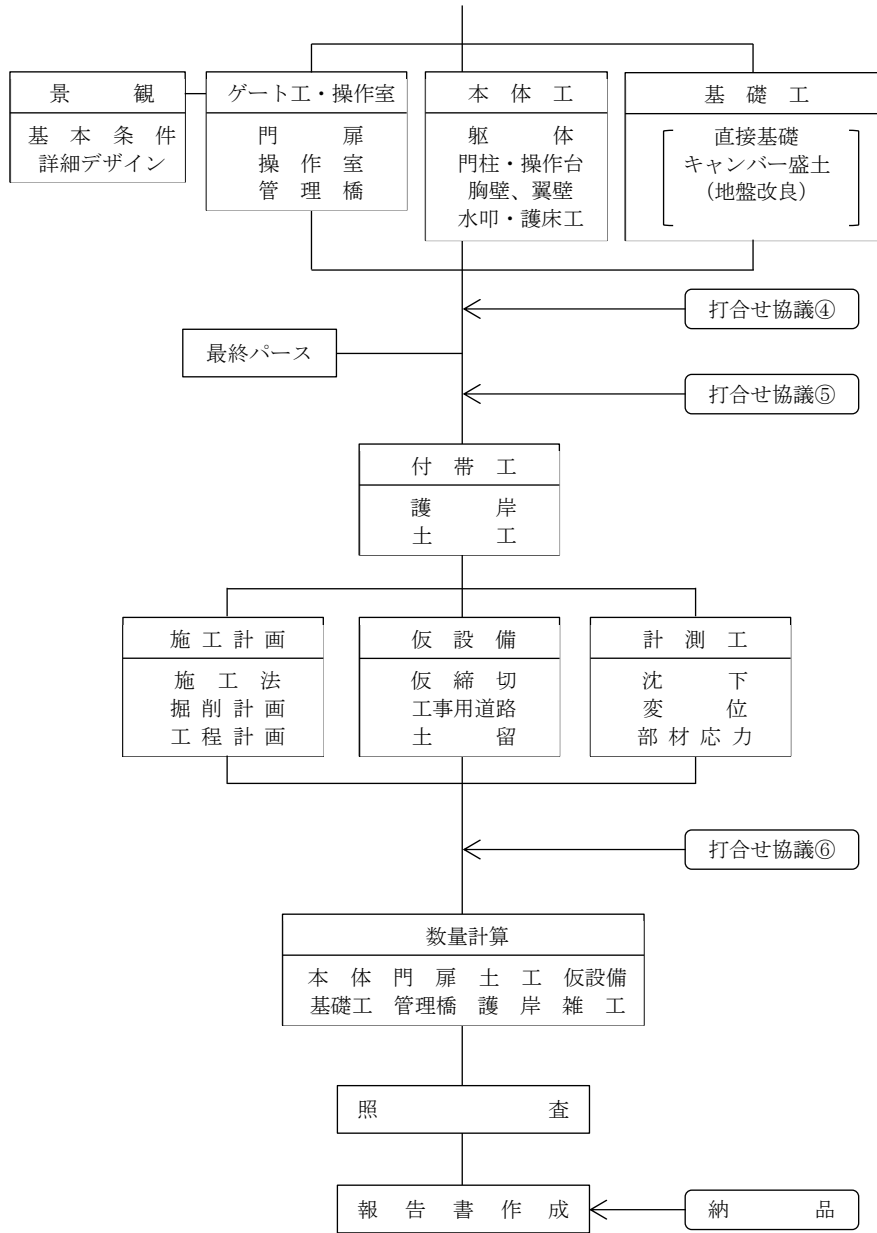 景観
基本条件
詳細デザイン
ゲート工・操作室
門扉
操作室
管理橋
本体工
躯体
門柱・操作台
胸壁、翼壁
水叩・護床工
基礎工
直接基礎
キャンバー盛土
(地盤改良)
打合せ協議④
最終パース
打合せ協議⑤
付帯工
護岸
土工
施工計画
施工法
掘削計画
工程計画
仮設備
仮締切
工事用道路
土留
計測工
沈下
変位
部材応力
打合せ協議⑥
数量計算
本体 門扉 土工 仮設備
基礎工 管理橋 護岸 雑工
照査
報告書作成
納品